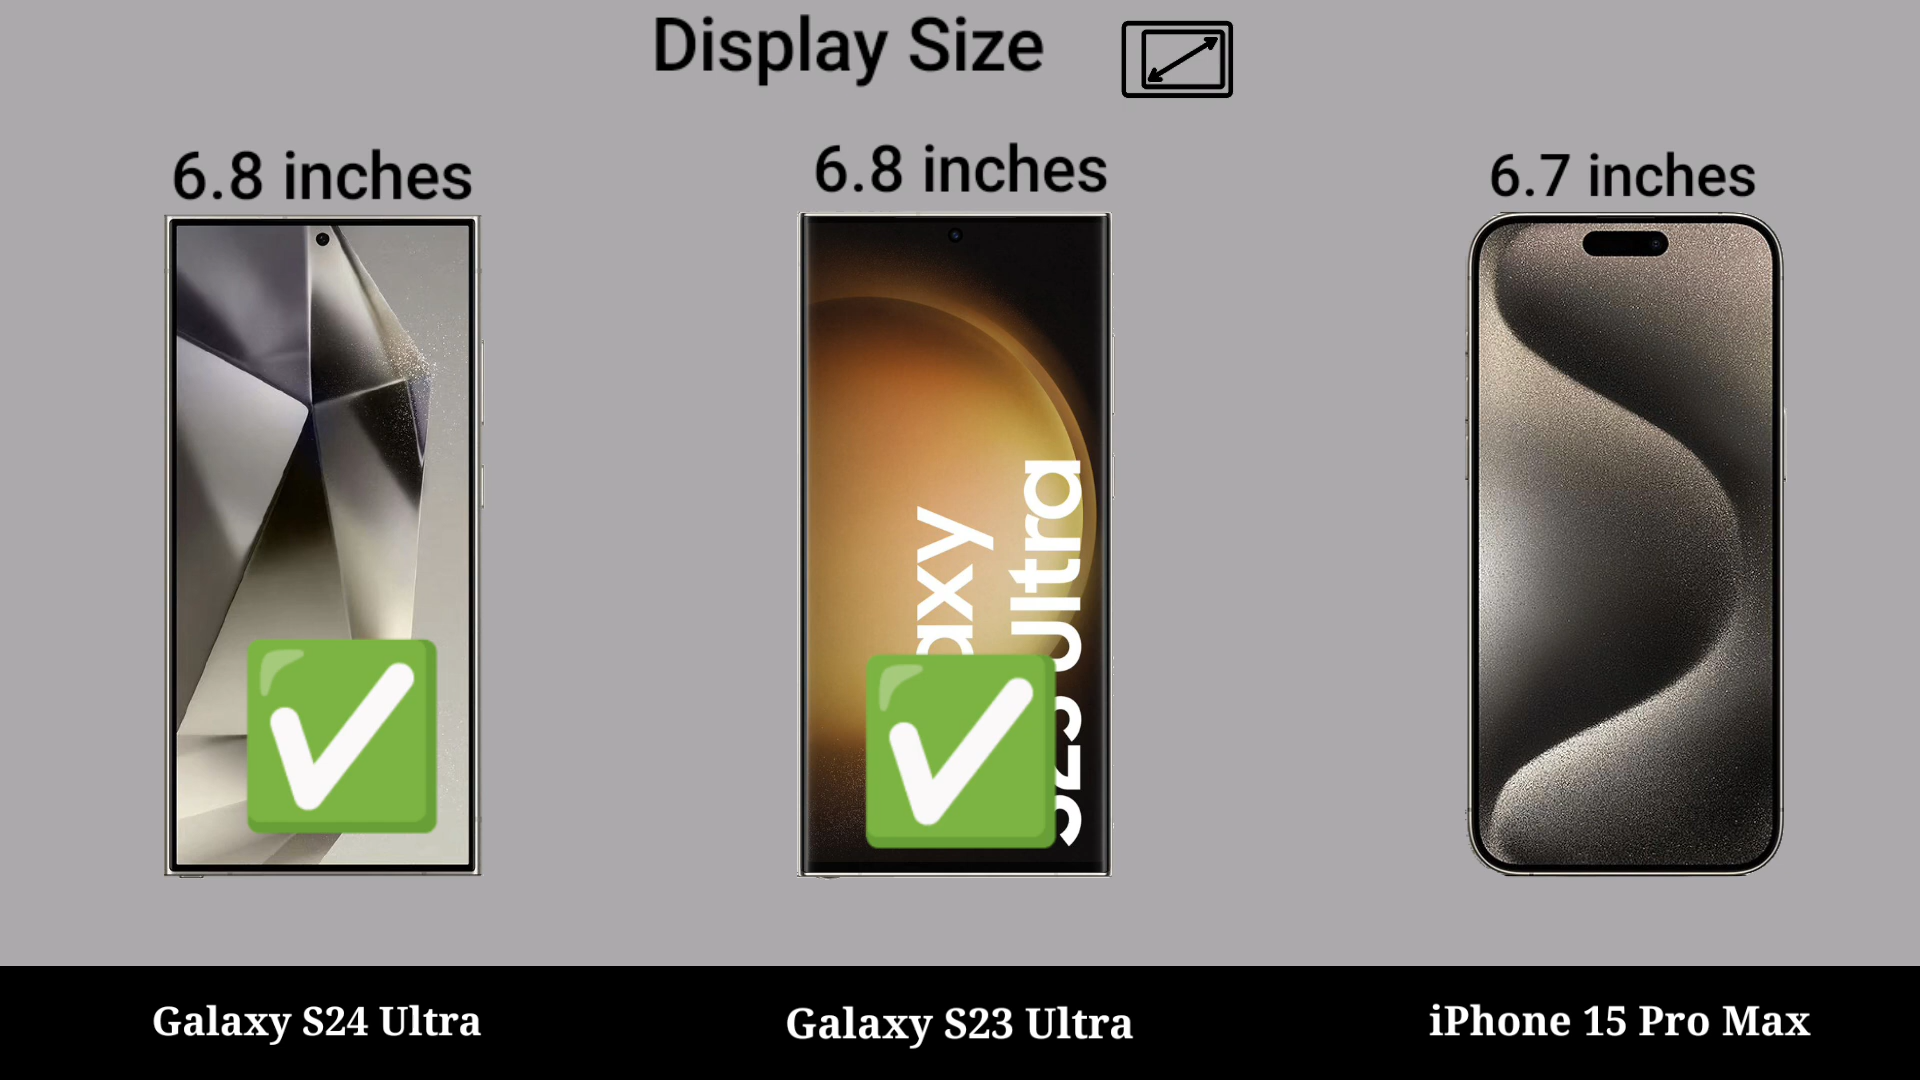 Display Size
6.8 inches
6.8 inches
6.7 inches
axy
S23 Ultra
Galaxy S24 Ultra
Galaxy S23 Ultra
iPhone 15 Pro Max